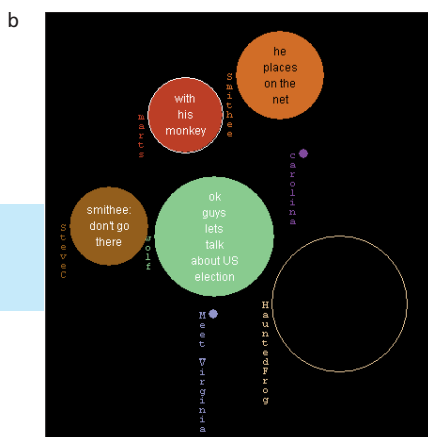 b
he
places
on the
net
Smithee
with
his
monkey
marts
carolina
smithee:
don't go
there
SteveC
ok
guys
lets
talk
about US
election
wolf
Meet Virginia
HauntedFrog